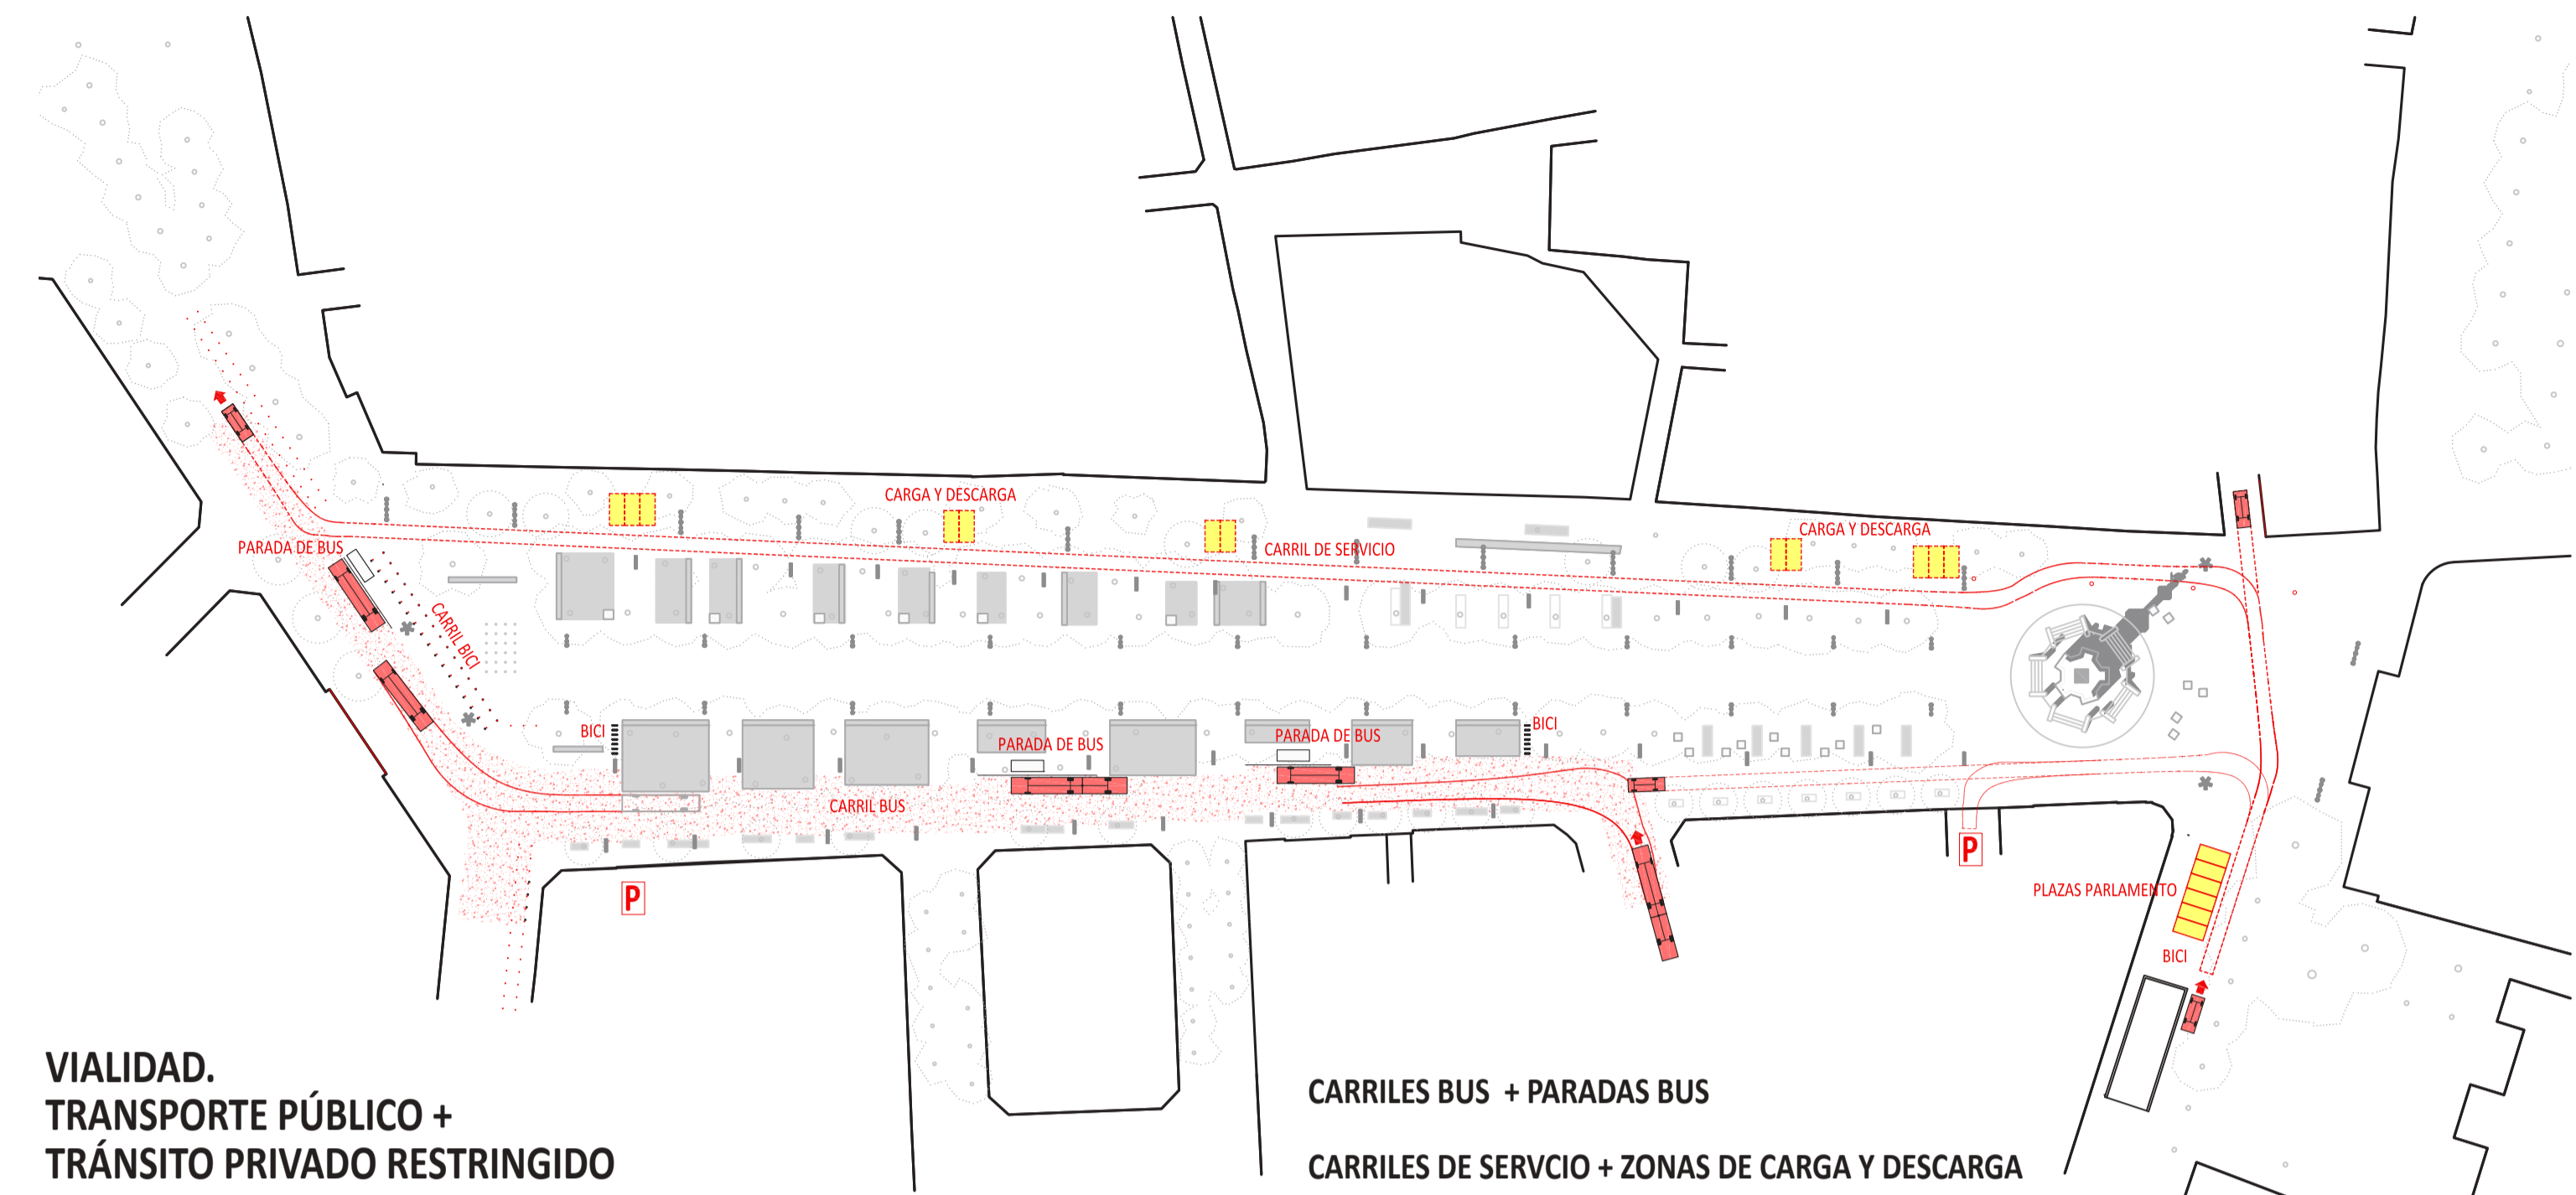 CARGA Y DESCARGA
CARGA Y DESCARGA
PARADA DE BUS
CARRIL DE SERVICIO
CARRIL BICI
BICI
PARADA DE BUS
PARADA DE BUS
BICI
CARRIL BUS
P
P
PLAZAS PARLAMENTO
BICI
VIALIDAD.
TRANSPORTE PÚBLICO +
TRÁNSITO PRIVADO RESTRINGIDO
CARRILES BUS + PARADAS BUS
CARRILES DE SERVCIO + ZONAS DE CARGA Y DESCARGA